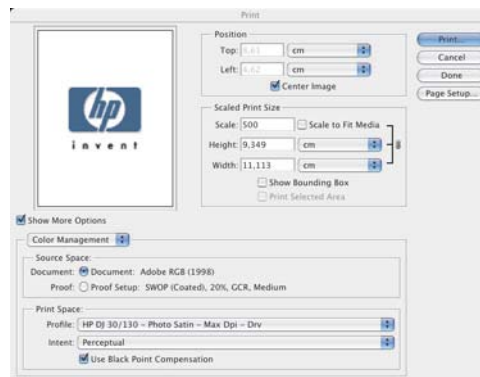 Print
hp
invent
Position
Top: 4,61 cm
Left: 4,62 cm
Center Image
Scaled Print Size
Scale: 500 Scale to Fit Media
Height: 9,349 cm
Width: 11,113 cm
Show Bounding Box
Print Selected Area
Print...
Cancel
Done
Page Setup...
Show More Options
Color Management
Source Space:
Document: Document: Adobe RGB (1998)
Proof: Proof Setup: SWOP (Coated), 20%, GCR, Medium
Print Space:
Profile: HP DJ 30/130 – Photo Satin – Max Dpi – Drv
Intent: Perceptual
Use Black Point Compensation